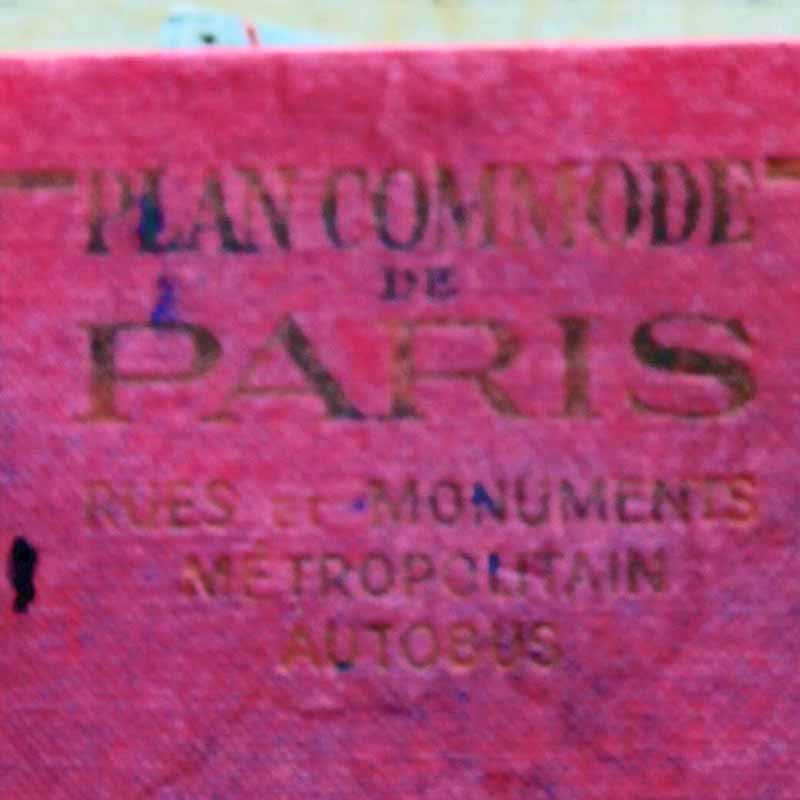 PLAN COMMODE
DE
PARIS
RUES ET MONUMENTS
MÉTROPOLITAIN
AUTOBUS